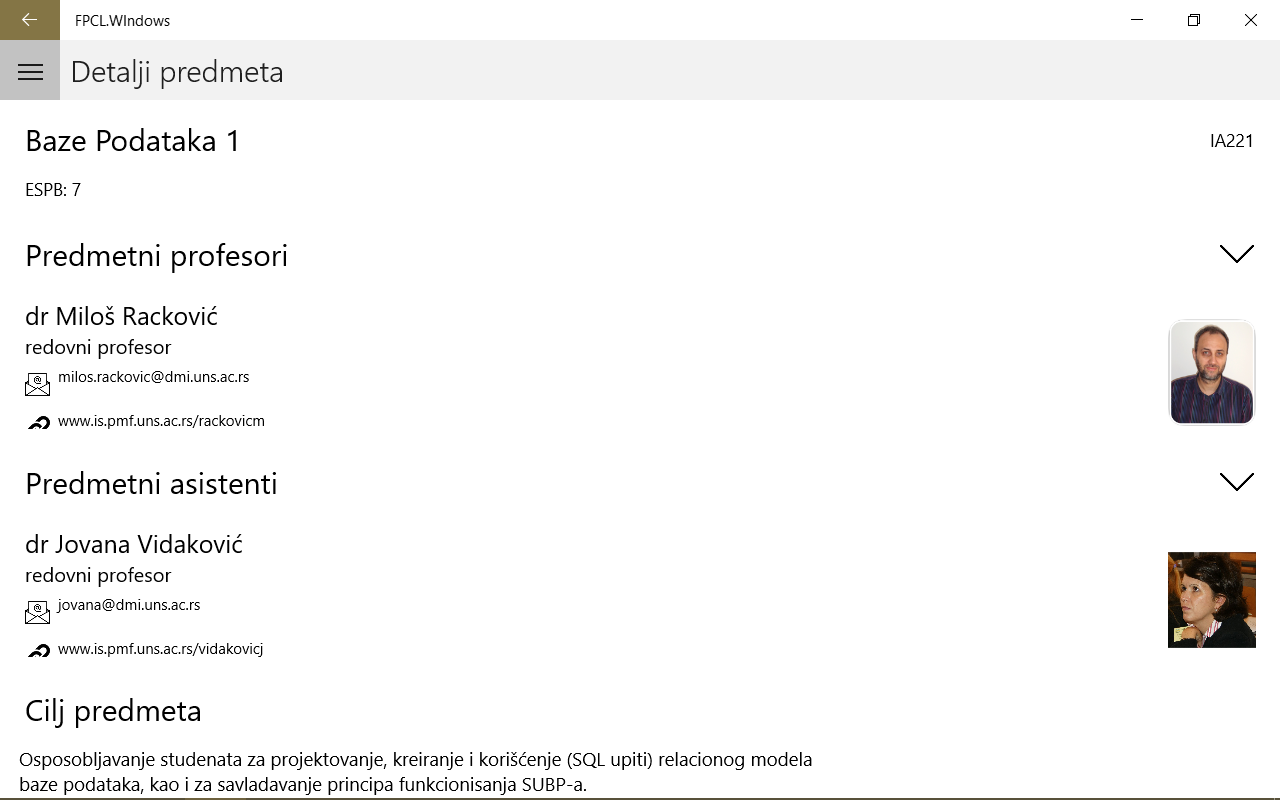 FPCL.WIndows
Detalji predmeta
Baze Podataka 1
IA221
ESPB: 7
Predmetni profesori
dr Miloš Racković
redovni profesor
milos.rackovic@dmi.uns.ac.rs
www.is.pmf.uns.ac.rs/rackovicm
Predmetni asistenti
dr Jovana Vidaković
redovni profesor
jovana@dmi.uns.ac.rs
www.is.pmf.uns.ac.rs/vidakovicj
Cilj predmeta
Osposobljavanje studenata za projektovanje, kreiranje i korišćenje (SQL upiti) relacionog modela
baze podataka, kao i za savladavanje principa funkcionisanja SUBP-a.